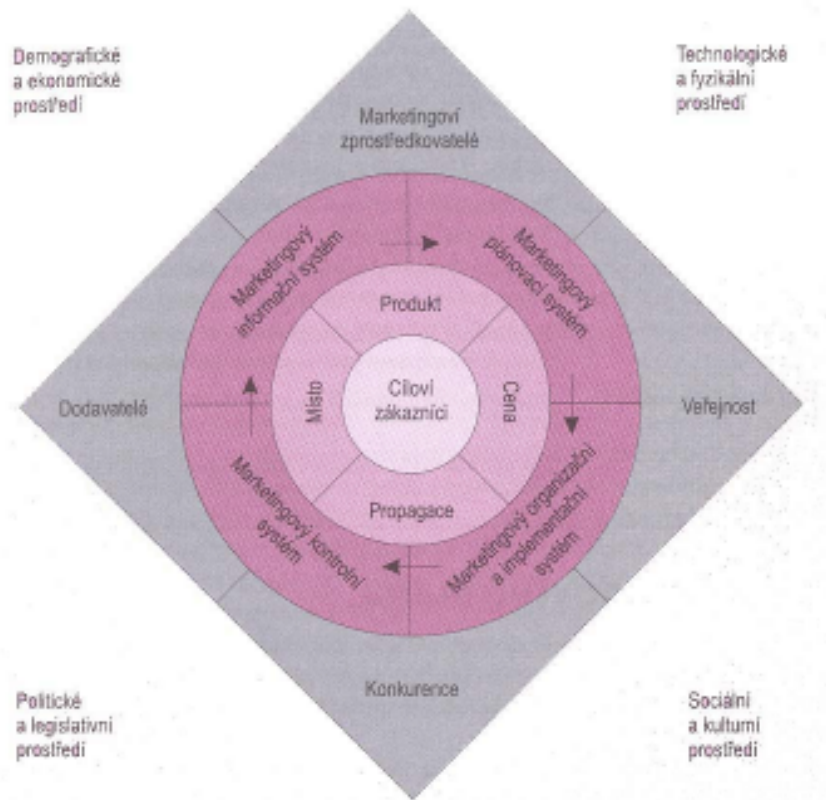 Demografické
a ekonomické
prostředí
Technologické
a fyzikální
prostředí
Marketingoví
zprostředkovatelé
Marketingový
informační systém
Marketingový
plánovací systém
Produkt
Dodavatelé
Místo
Cíloví
zákazníci
Cena
Veřejnost
Propagace
Marketingový kontrolní
systém
Marketingový organizační
a implementační
systém
Konkurence
Politické
a legislativní
prostředí
Sociální
a kulturní
prostředí